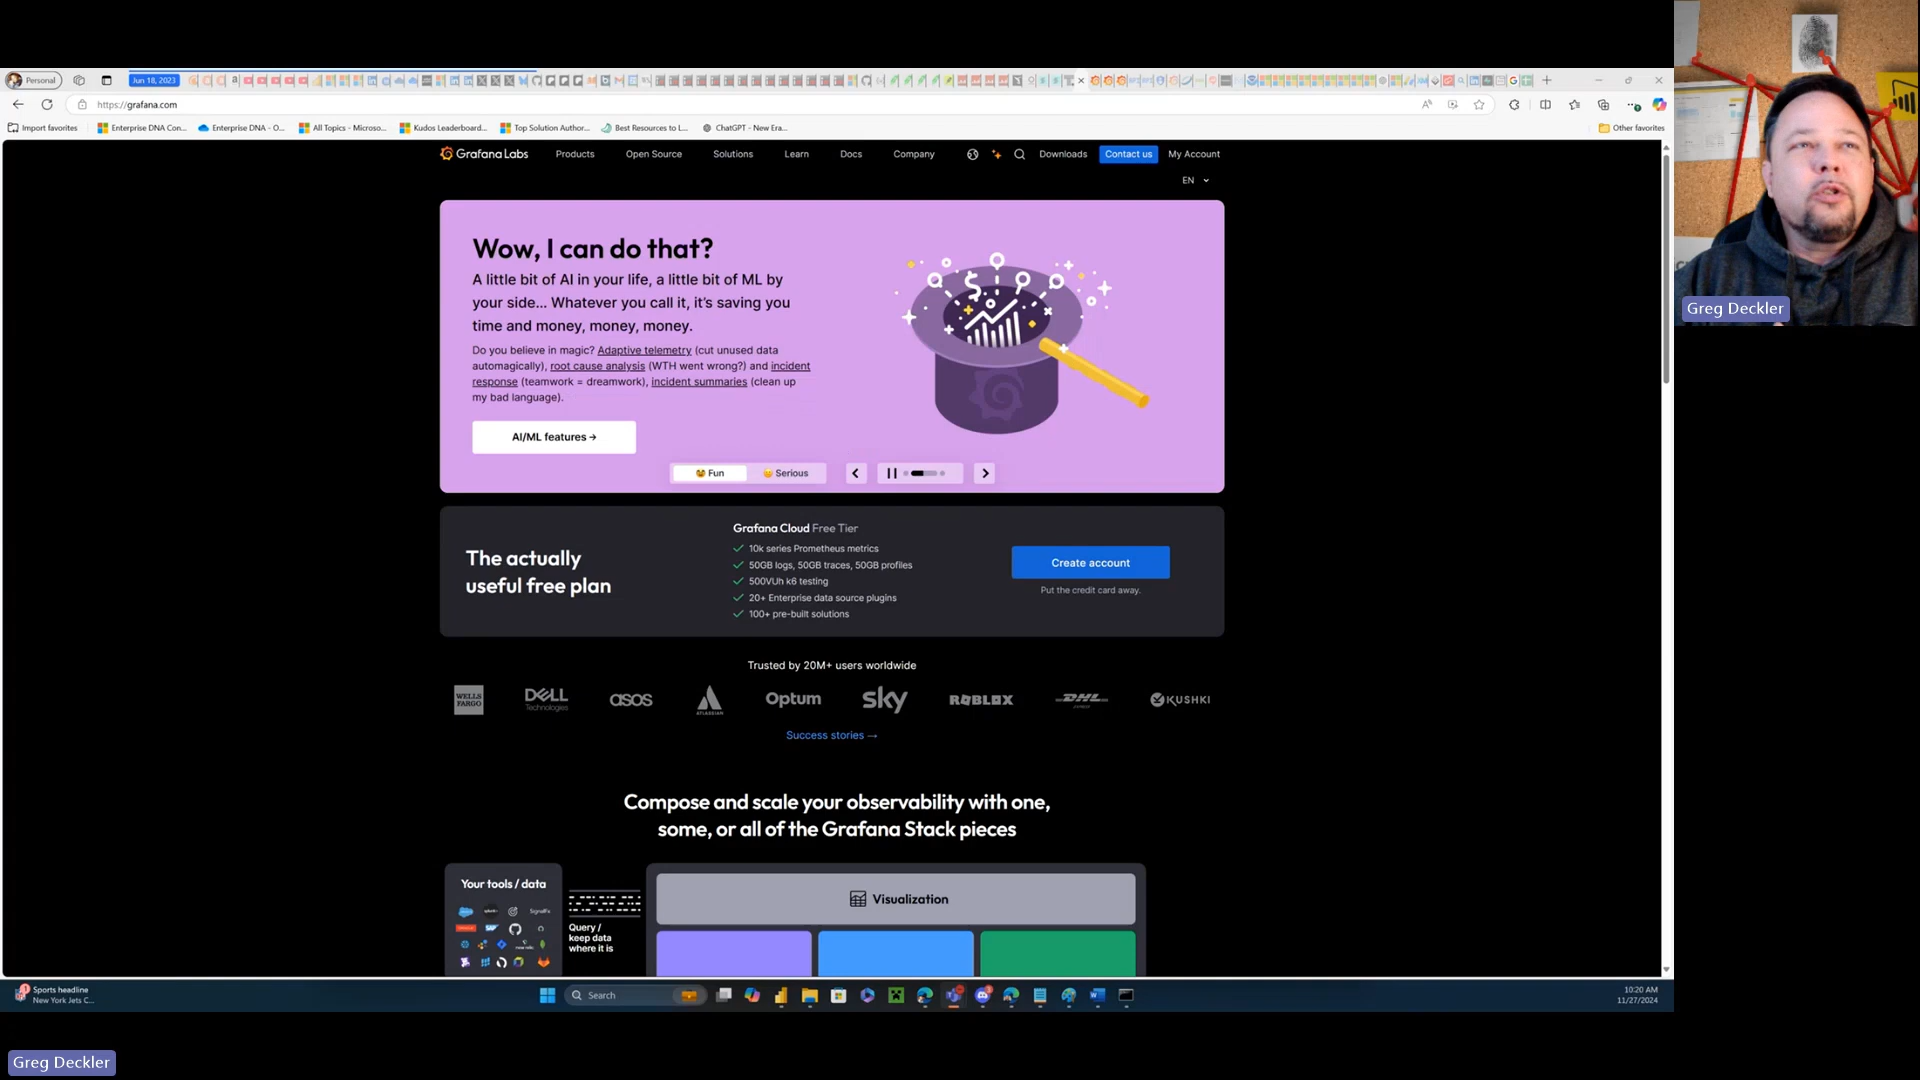 Personal
Jun 18, 2023
https://grafana.com
Import favorites
Enterprise DNA Con...
Enterprise DNA - O...
All Topics - Microso...
Kudos Leaderboard...
Top Solution Author...
Best Resources to L...
ChatGPT - New Era...
Other favorites
Grafana Labs
Products
Open Source
Solutions
Learn
Docs
Company
Downloads
Contact us
My Account
EN
Wow, I can do that?
A little bit of AI in your life, a little bit of ML by
your side... Whatever you call it, it's saving you
time and money, money, money.
Do you believe in magic? Adaptive telemetry (cut unused data
automagically), root cause analysis (WTH went wrong?) and incident
response (teamwork = dreamwork), incident summaries (clean up
my bad language).
AI/ML features →
Fun
Serious
The actually
useful free plan
Grafana Cloud Free Tier
10k series Prometheus metrics
50GB logs, 50GB traces, 50GB profiles
500VUh k6 testing
20+ Enterprise data source plugins
100+ pre-built solutions
Create account
Put the credit card away.
Trusted by 20M+ users worldwide
WELLS FARGO
DELL Technologies
asos
ATLASSIAN
Optum
sky
ROBLOX
DHL
KUSHKI
Success stories →
Compose and scale your observability with one,
some, or all of the Grafana Stack pieces
Your tools / data
SignalFx
Query /
keep data
where it is
Visualization
Sports headline
New York Jets C...
Search
10:20 AM
11/27/2024
Greg Deckler
Greg Deckler